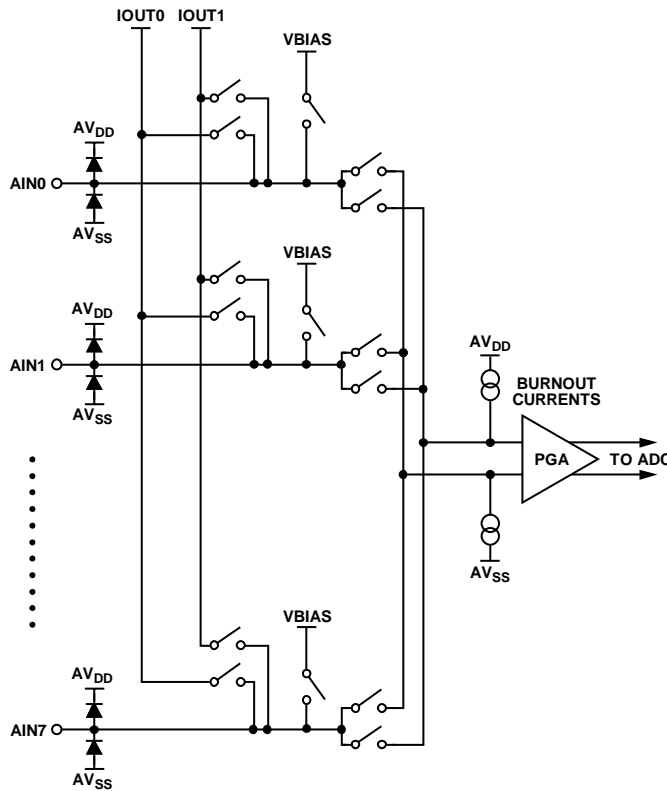 IOUT0 IOUT1
VBIAS
AVDD
AIN0
AVSS
VBIAS
AVDD
AIN1
AVSS
AVDD
BURNOUT
CURRENTS
PGA
TO ADC
AVSS
VBIAS
AVDD
AIN7
AVSS